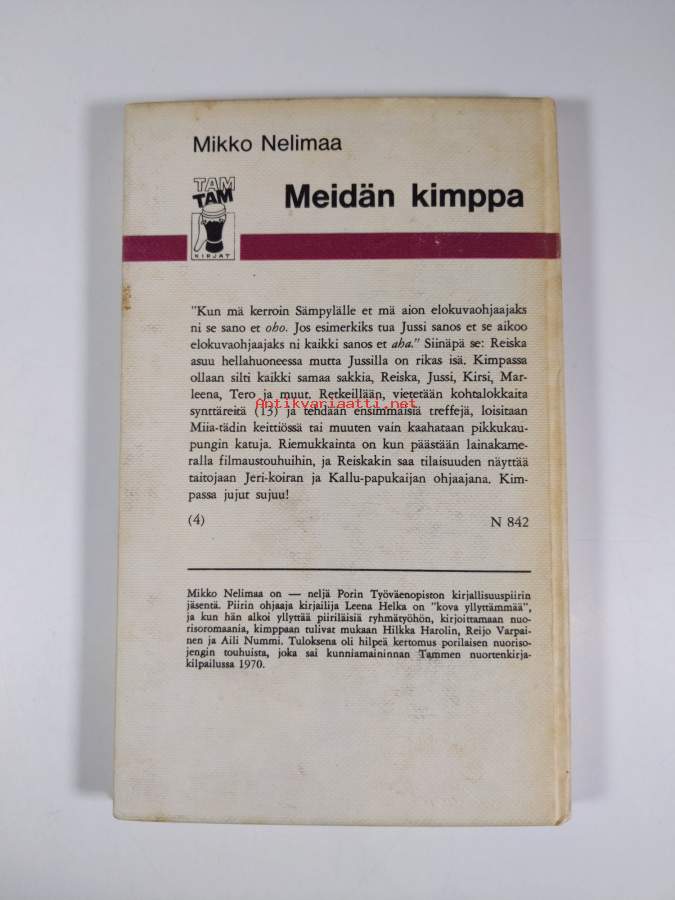 Mikko Nelimaa
TAM
TAM
KIRJAT
Meidän kimppa
"Kun mä kerroin Sämpylälle et mä aion elokuvaohjaajaks
ni se sano et oho. Jos esimerkiks tua Jussi sanos et se aikoo
elokuvaohjaajaks ni kaikki sanos et aha." Siinäpä se: Reiska
asuu hellahuoneessa mutta Jussilla on rikas isä. Kimpassa
ollaan silti kaikki samaa sakkia, Reiska, Jussi, Kirsi, Mar-
leena, Tero ja muut. Retkeillään, vietetään kohtalokkaita
synttäreitä (13) ja tehdään ensimmäisiä treffejä, loisitaan
Antikvariaatti.net
Miia-tädin keittiössä tai muuten vain kaahataan pikkukau-
pungin katuja. Riemukkainta on kun päästään lainakame-
ralla filmaustouhuihin, ja Reiskakin saa tilaisuuden näyttää
taitojaan Jeri-koiran ja Kallu-papukaijan ohjaajana. Kim-
passa jujut sujuu!
(4) N 842
Mikko Nelimaa on — neljä Porin Työväenopiston kirjallisuuspiirin
jäsentä. Piirin ohjaaja kirjailija Leena Helka on "kova yllyttämmää",
ja kun hän alkoi yllyttää piiriläisiä ryhmätyöhön, kirjoittamaan nuo-
risoromaania, kimppaan tulivat mukaan Hilkka Harolin, Reijo Varpai-
nen ja Aili Nummi. Tuloksena oli hilpeä kertomus porilaisen nuoriso-
jengin touhuista, joka sai kunniamaininnan Tammen nuortenkirja-
kilpailussa 1970.